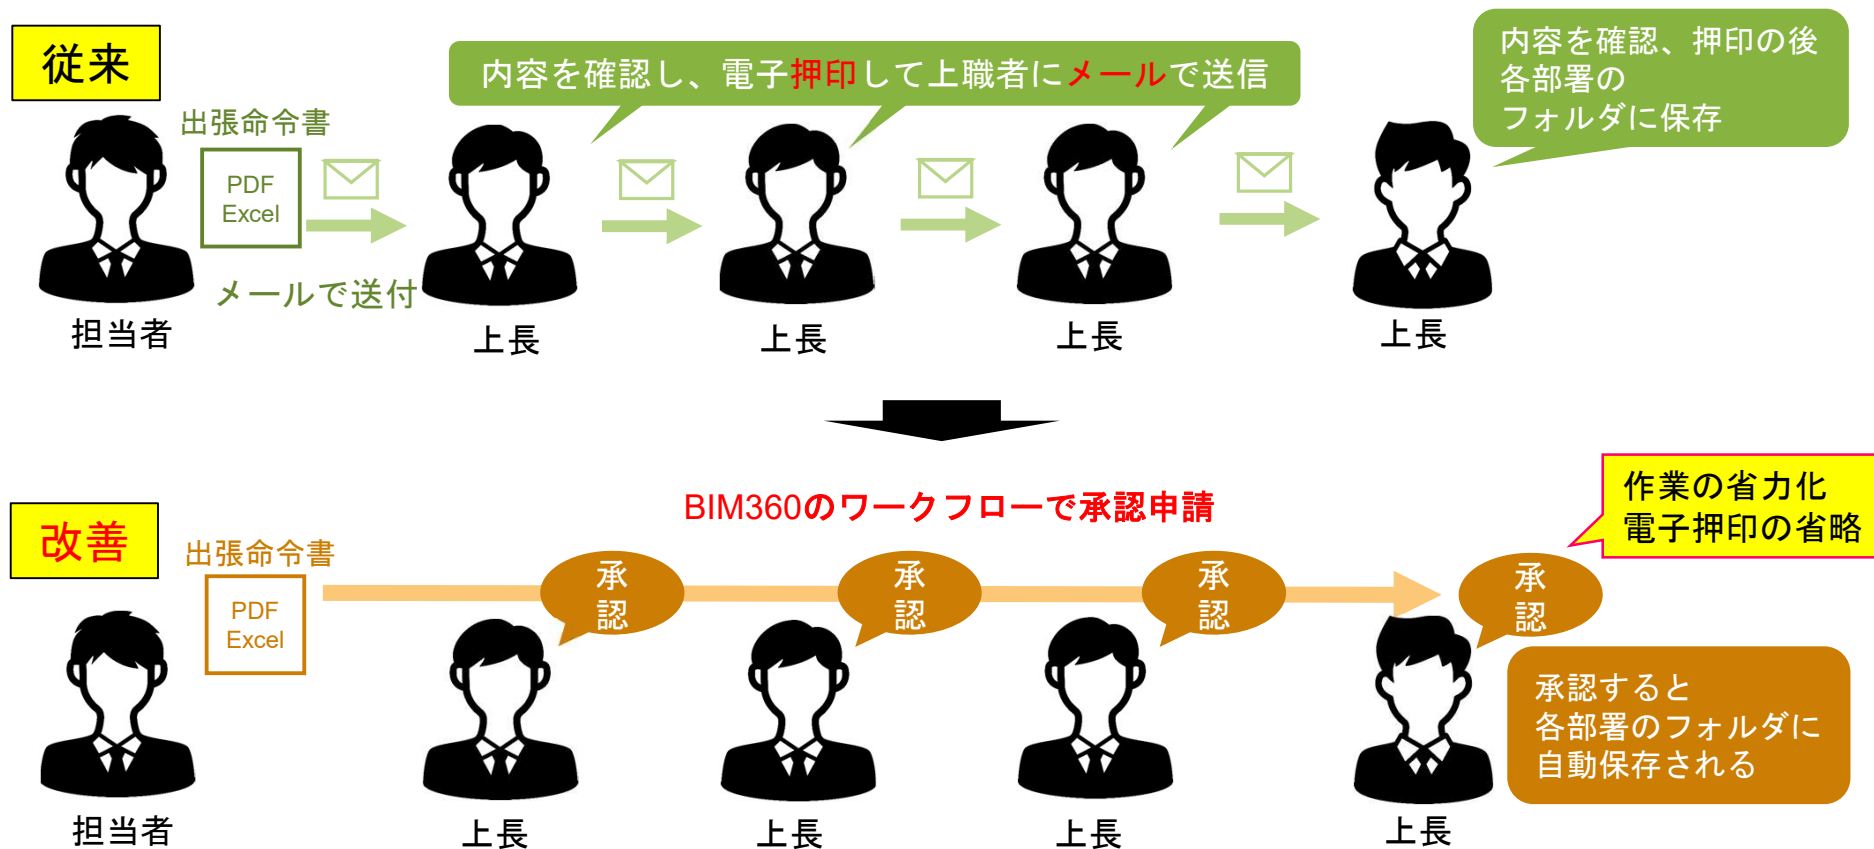 従来
内容を確認し、電子押印して上職者にメールで送信
内容を確認、押印の後
各部署の
フォルダに保存
出張命令書
PDF
Excel
メールで送付
担当者
上長
上長
上長
上長
BIM360のワークフローで承認申請
作業の省力化
電子押印の省略
改善
出張命令書
PDF
Excel
承
認
承
認
承
認
承
認
承認すると
各部署のフォルダに
自動保存される
担当者
上長
上長
上長
上長